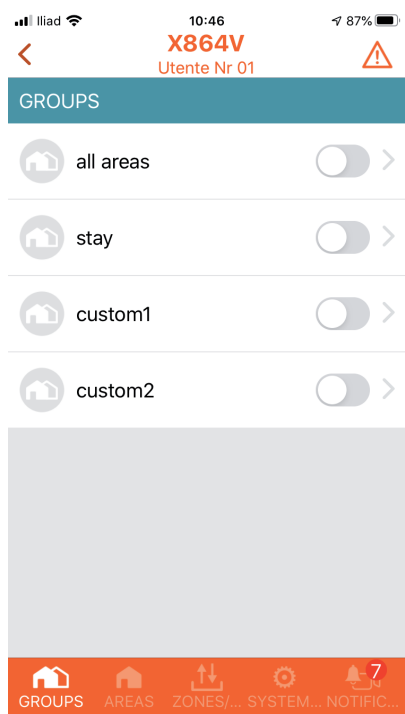 Iliad 10:46 87%
X864V
Utente Nr 01
GROUPS
all areas
stay
custom1
custom2
7
GROUPS AREAS ZONES/... SYSTEM... NOTIFIC...